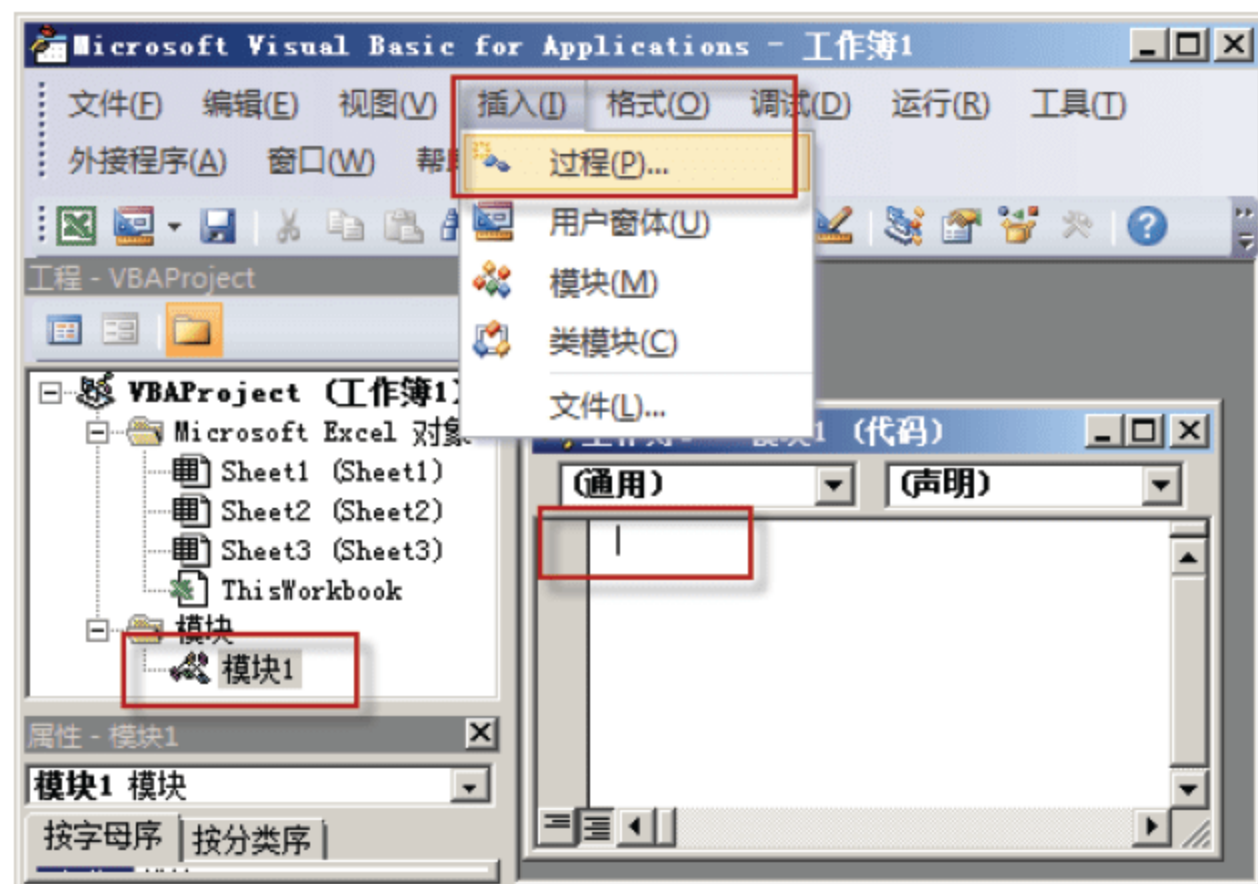 Microsoft Visual Basic for Applications - 工作簿1
文件(F) 编辑(E) 视图(V) 插入(I) 格式(O) 调试(D) 运行(R) 工具(T)
外接程序(A) 窗口(W)
过程(P)...
用户窗体(U)
模块(M)
类模块(C)
文件(L)...
工程 - VBAProject
VBAProject (工作簿1)
Microsoft Excel 对象
Sheet1 (Sheet1)
Sheet2 (Sheet2)
Sheet3 (Sheet3)
ThisWorkbook
模块
模块1
属性 - 模块1
模块1 模块
按字母序 按分类序
(代码)
(通用) (声明)